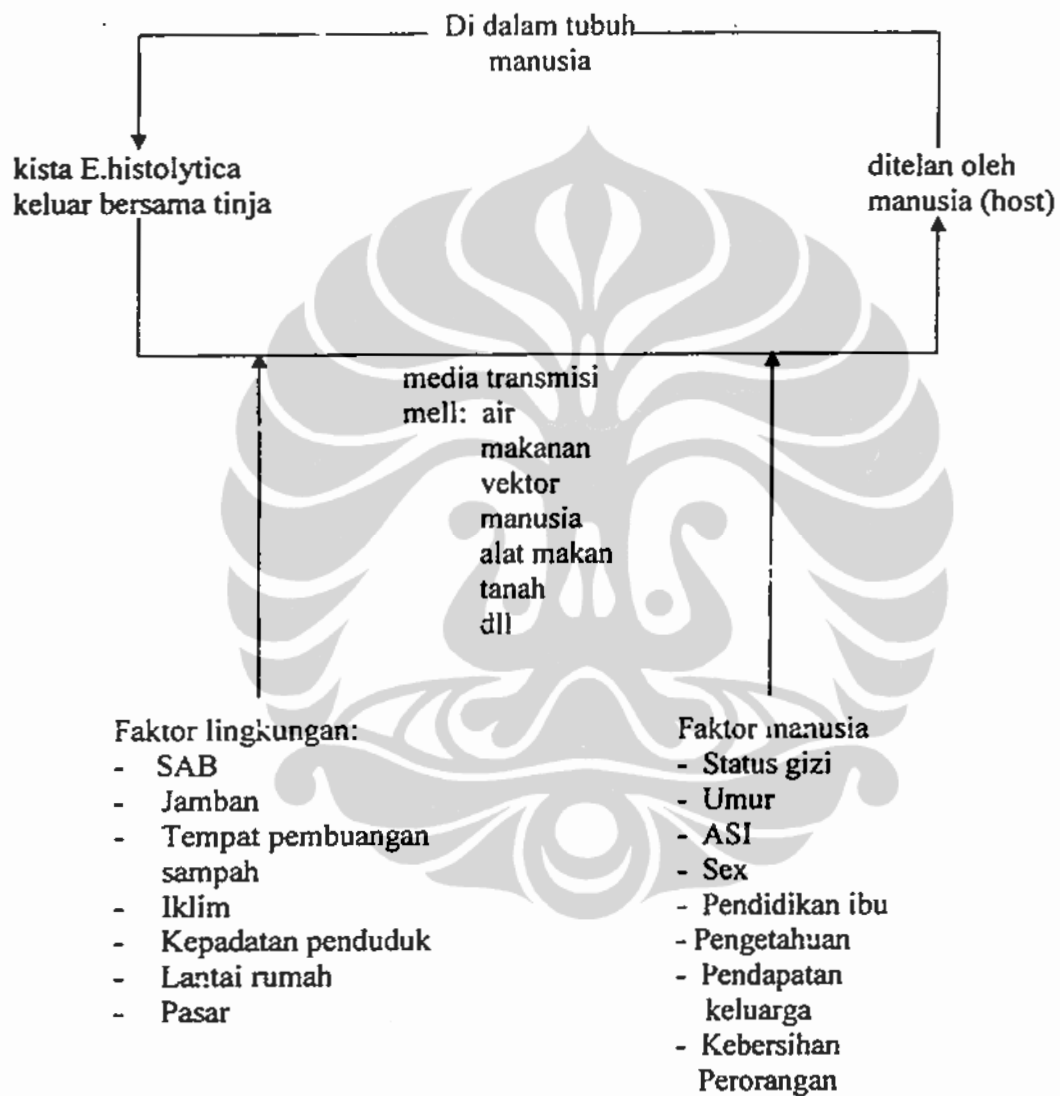 Di dalam tubuh
manusia
kista E.histolytica
keluar bersama tinja
ditelan oleh
manusia (host)
media transmisi
mell: air
makanan
vektor
manusia
alat makan
tanah
dll
Faktor lingkungan:
- SAB
- Jamban
- Tempat pembuangan
sampah
- Iklim
- Kepadatan penduduk
- Lantai rumah
- Pasar
Faktor manusia
- Status gizi
- Umur
- ASI
- Sex
- Pendidikan ibu
- Pengetahuan
- Pendapatan
keluarga
- Kebersihan
Perorangan